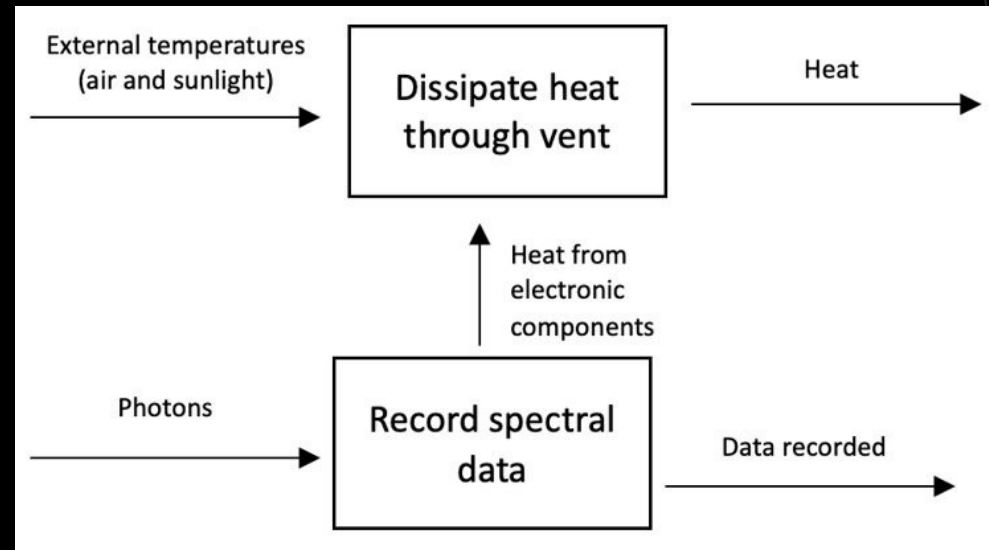 External temperatures
(air and sunlight)
Dissipate heat
through vent
Heat
Heat from
electronic
components
Photons
Record spectral
data
Data recorded